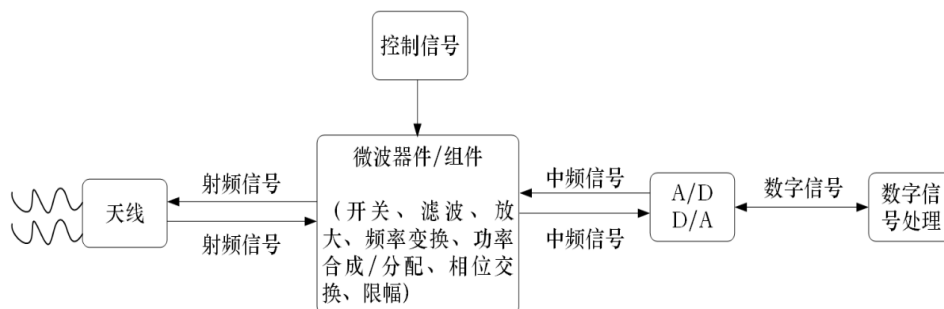 控制信号
微波器件/组件
（开关、滤波、放
大、频率变换、功率
合成/分配、相位交
换、限幅）
射频信号
射频信号
天线
中频信号
中频信号
A/D
D/A
数字信号
数字信
号处理